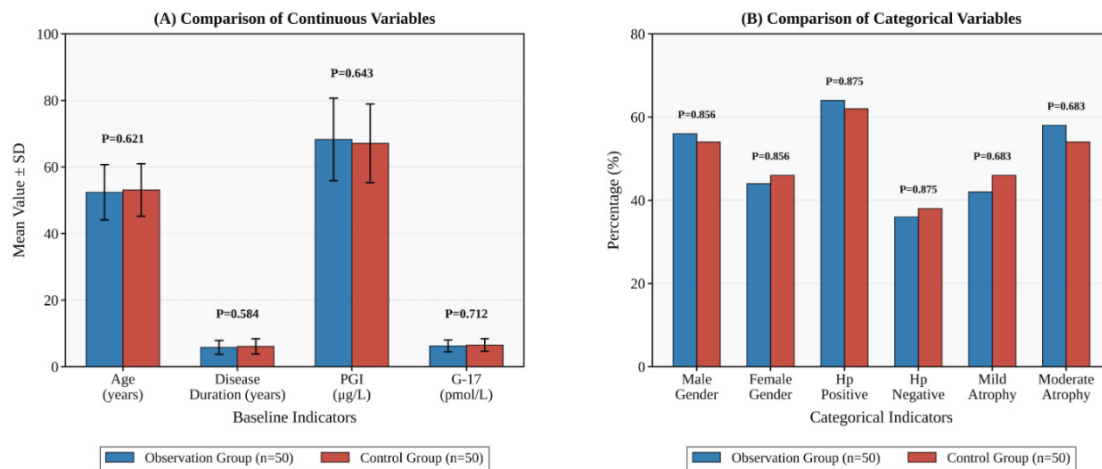 (A) Comparison of Continuous Variables
100
80
60
40
20
0
Mean Value ± SD
P=0.621
P=0.584
P=0.643
P=0.712
Age
(years)
Disease
Duration (years)
PGI
(μg/L)
G-17
(pmol/L)
Baseline Indicators
Observation Group (n=50)
Control Group (n=50)
(B) Comparison of Categorical Variables
80
60
40
20
0
Percentage (%)
P=0.856
P=0.856
P=0.875
P=0.875
P=0.683
P=0.683
Male
Gender
Female
Gender
Hp
Positive
Hp
Negative
Mild
Atrophy
Moderate
Atrophy
Categorical Indicators
Observation Group (n=50)
Control Group (n=50)